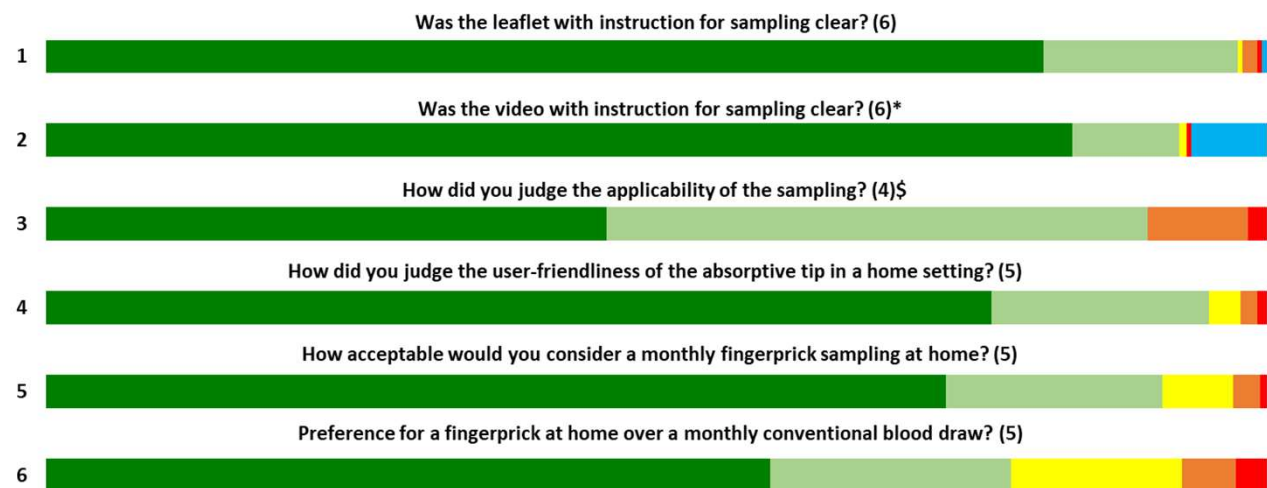 Was the leaflet with instruction for sampling clear? (6)
1
Was the video with instruction for sampling clear? (6)*
2
How did you judge the applicability of the sampling? (4)$
3
How did you judge the user-friendliness of the absorptive tip in a home setting? (5)
4
How acceptable would you consider a monthly fingerprick sampling at home? (5)
5
Preference for a fingerprick at home over a monthly conventional blood draw? (5)
6